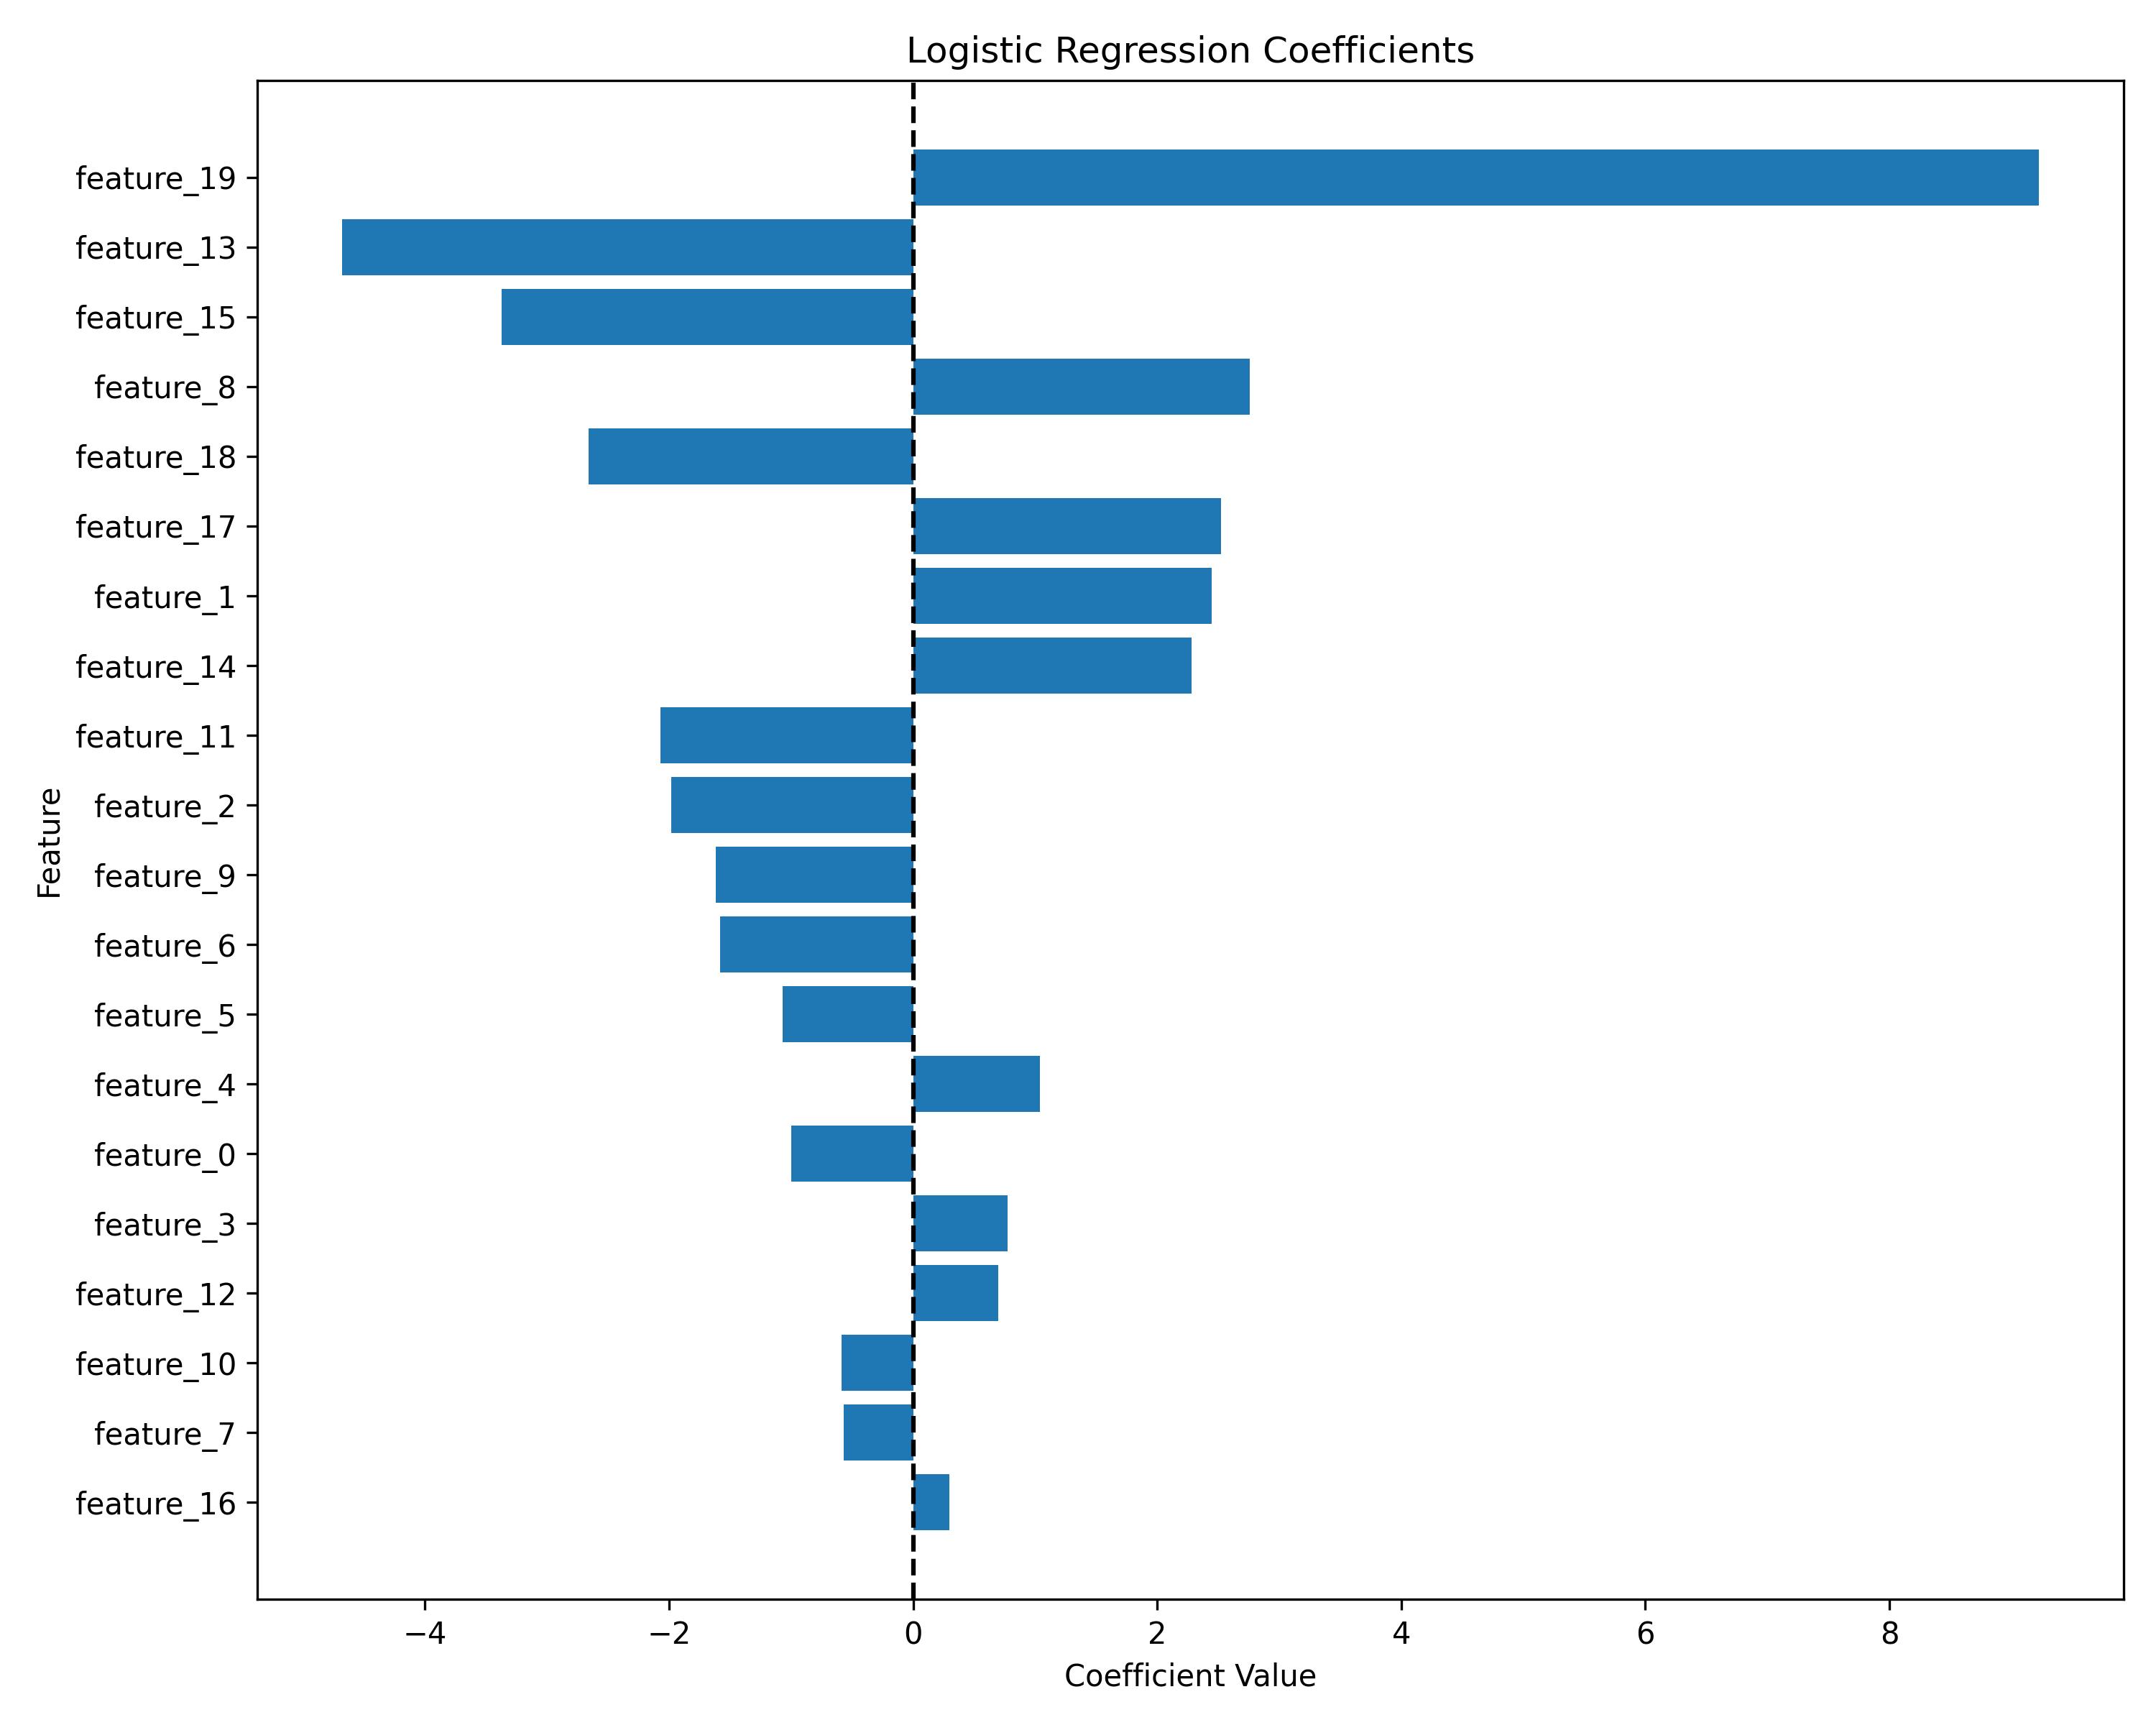 Logistic Regression Coefficients
feature_19
feature_13
feature_15
feature_8
feature_18
feature_17
feature_1
feature_14
feature_11
feature_2
feature_9
feature_6
feature_5
feature_4
feature_0
feature_3
feature_12
feature_10
feature_7
feature_16
Feature
−4 −2 0 2 4 6 8
Coefficient Value